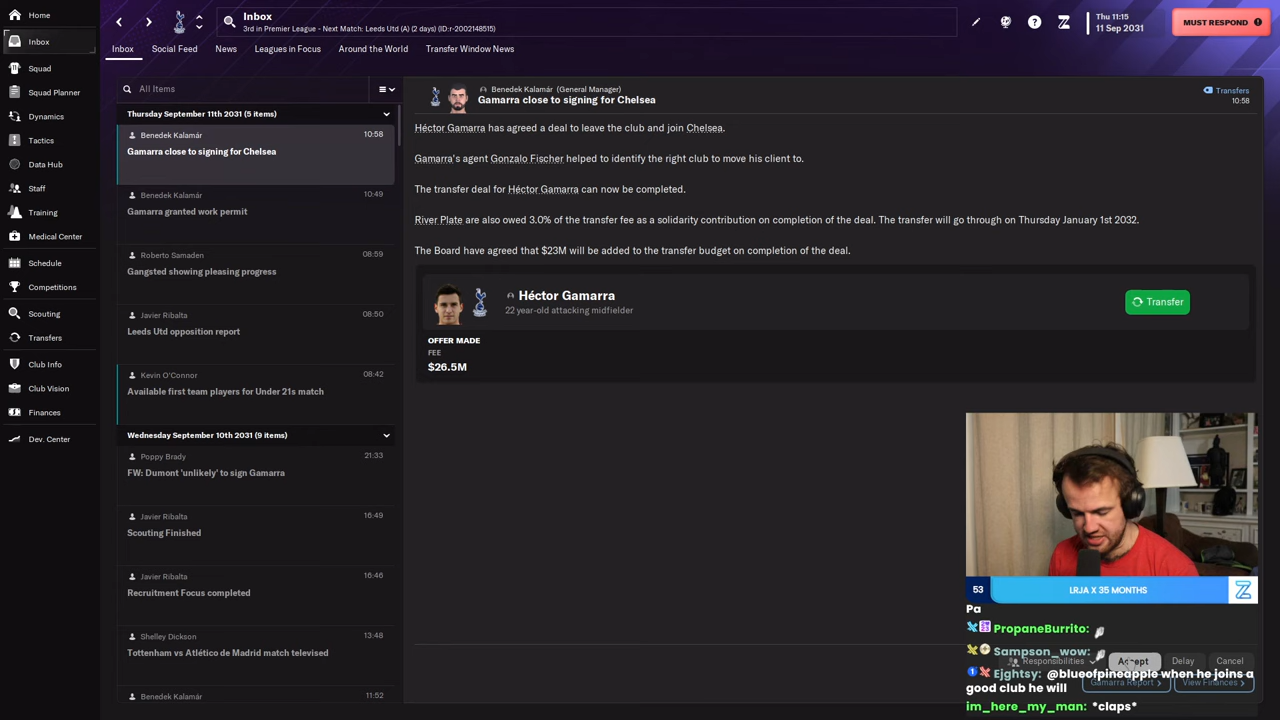 Home
Inbox
Squad
Squad Planner
Dynamics
Tactics
Data Hub
Staff
Training
Medical Center
Schedule
Competitions
Scouting
Transfers
Club Info
Club Vision
Finances
Dev. Center
Inbox
3rd in Premier League - Next Match: Leeds Utd (A) (2 days) (ID:r-2002148515)
Thu 11:15
11 Sep 2031
MUST RESPOND
Inbox
Social Feed
News
Leagues in Focus
Around the World
Transfer Window News
All Items
Thursday September 11th 2031 (5 items)
Benedek Kalamár 10:58
Gamarra close to signing for Chelsea
Benedek Kalamár 10:49
Gamarra granted work permit
Roberto Samaden 08:59
Gangsted showing pleasing progress
Javier Ribalta 08:50
Leeds Utd opposition report
Kevin O'Connor 08:42
Available first team players for Under 21s match
Wednesday September 10th 2031 (9 items)
Poppy Brady 21:33
FW: Dumont 'unlikely' to sign Gamarra
Javier Ribalta 16:49
Scouting Finished
Javier Ribalta 16:46
Recruitment Focus completed
Shelley Dickson 13:48
Tottenham vs Atlético de Madrid match televised
Benedek Kalamár 11:52
Benedek Kalamár (General Manager)
Gamarra close to signing for Chelsea
Transfers
10:58
Héctor Gamarra has agreed a deal to leave the club and join Chelsea.
Gamarra's agent Gonzalo Fischer helped to identify the right club to move his client to.
The transfer deal for Héctor Gamarra can now be completed.
River Plate are also owed 3.0% of the transfer fee as a solidarity contribution on completion of the deal. The transfer will go through on Thursday January 1st 2032.
The Board have agreed that $23M will be added to the transfer budget on completion of the deal.
Héctor Gamarra
22 year-old attacking midfielder
Transfer
OFFER MADE
FEE
$26.5M
53 LRJA X 35 MONTHS
Pa
PropaneBurrito:
Sampson_wow:
Responsibilities
Accept
Delay
Cancel
Ejghtsy: @blueofpineapple when he joins a
good club he will
Gamarra Report
View Finances
im_here_my_man: *claps*